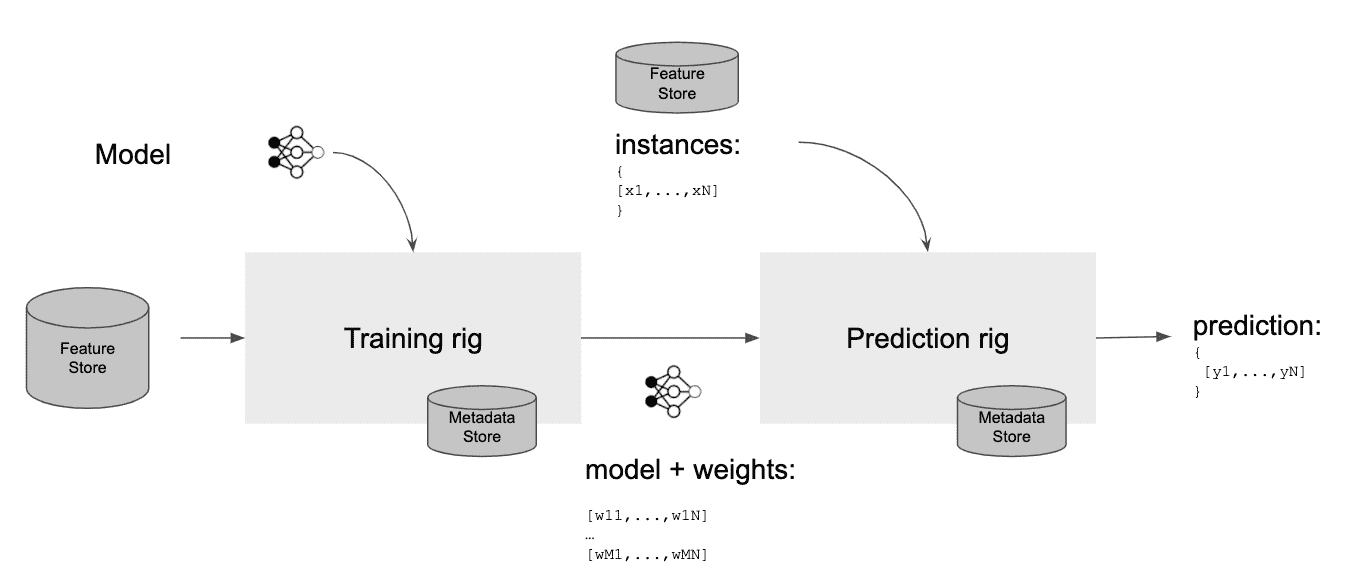 Feature
Store
instances:
{
[x1,...,xN]
}
Model
Feature
Store
Training rig
Metadata
Store
model + weights:
[w11,...,w1N]
…
[wM1,...,wMN]
Prediction rig
Metadata
Store
prediction:
{
[y1,...,yN]
}